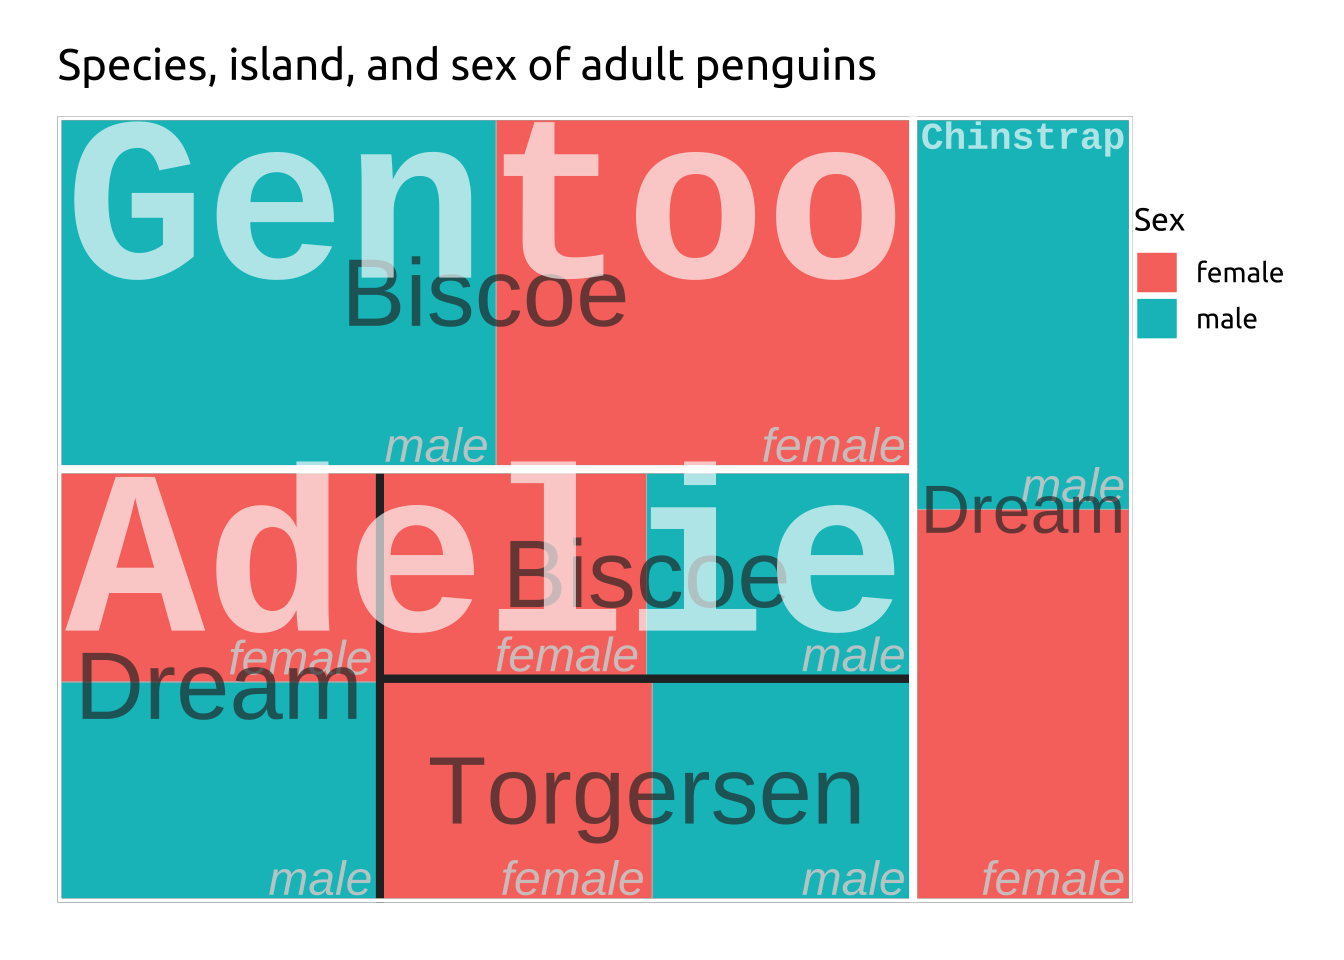 Species, island, and sex of adult penguins
Gentoo
Biscoe
male
female
Chinstrap
male
Dream
female
Adelie
Biscoe
female
female
male
Dream
male
Torgersen
female
male
Sex
female
male